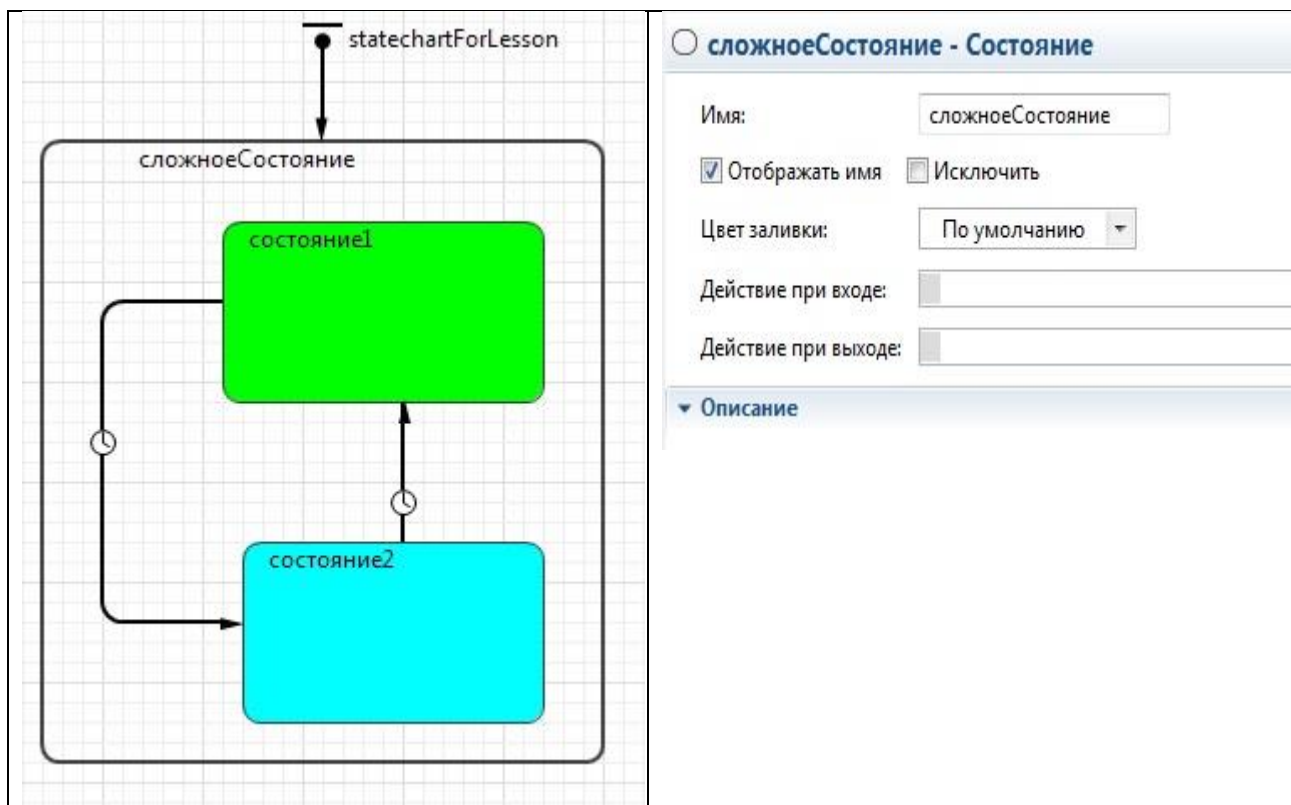 statechartForLesson
сложноеСостояние
состояние1
состояние2
сложноеСостояние - Состояние
Имя: сложноеСостояние
Отображать имя Исключить
Цвет заливки: По умолчанию
Действие при входе:
Действие при выходе:
Описание